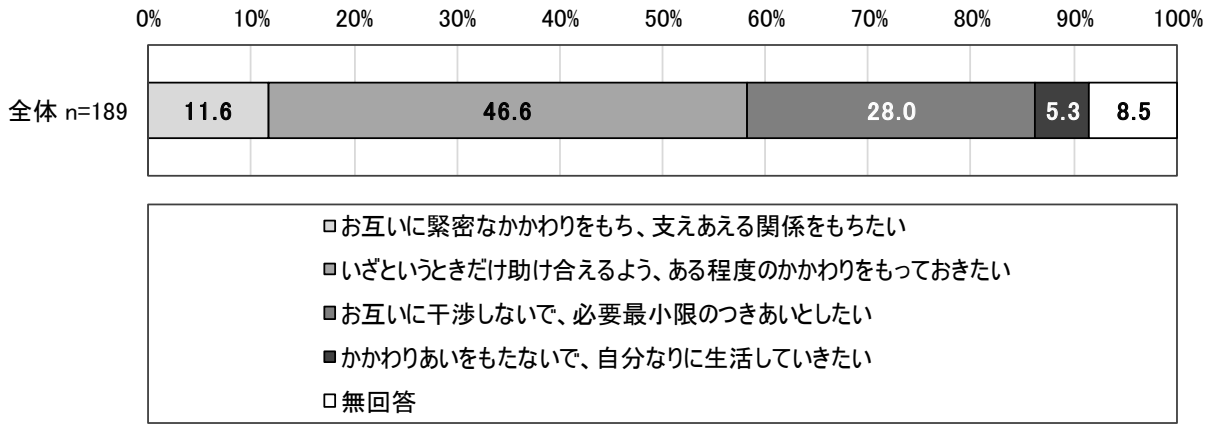 0% 10% 20% 30% 40% 50% 60% 70% 80% 90% 100%
全体 n=189 11.6 46.6 28.0 5.3 8.5
お互いに緊密なかかわりをもち、支えあえる関係をもちたい
いざというときだけ助け合えるよう、ある程度のかかわりをもっておきたい
お互いに干渉しないで、必要最小限のつきあいとしたい
かかわりあいをもたないで、自分なりに生活していきたい
無回答